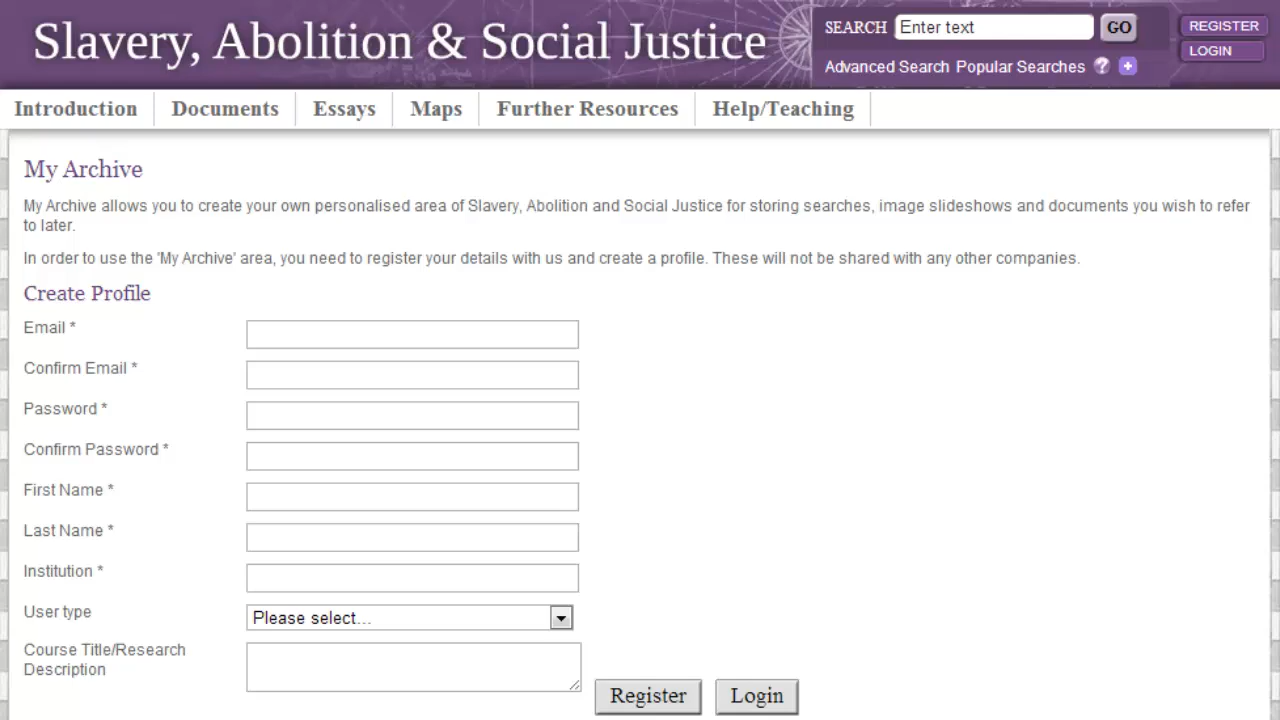 Slavery, Abolition & Social Justice
SEARCH Enter text GO
Advanced Search Popular Searches ? +
REGISTER
LOGIN
Introduction Documents Essays Maps Further Resources Help/Teaching
My Archive
My Archive allows you to create your own personalised area of Slavery, Abolition and Social Justice for storing searches, image slideshows and documents you wish to refer
to later.
In order to use the 'My Archive' area, you need to register your details with us and create a profile. These will not be shared with any other companies.
Create Profile
Email *
Confirm Email *
Password *
Confirm Password *
First Name *
Last Name *
Institution *
User type Please select...
Course Title/Research
Description
Register Login